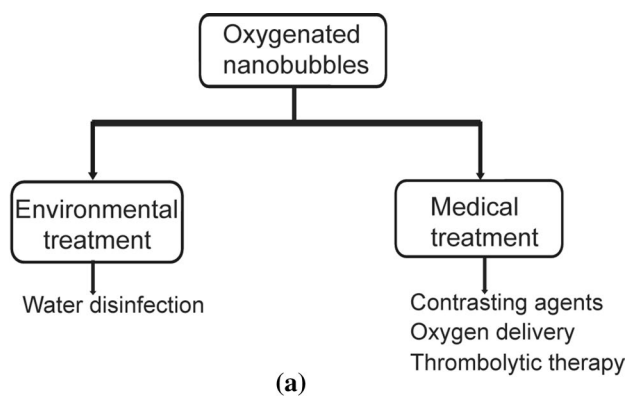 Oxygenated
nanobubbles
Environmental
treatment
Medical
treatment
Water disinfection
Contrasting agents
Oxygen delivery
Thrombolytic therapy
(a)